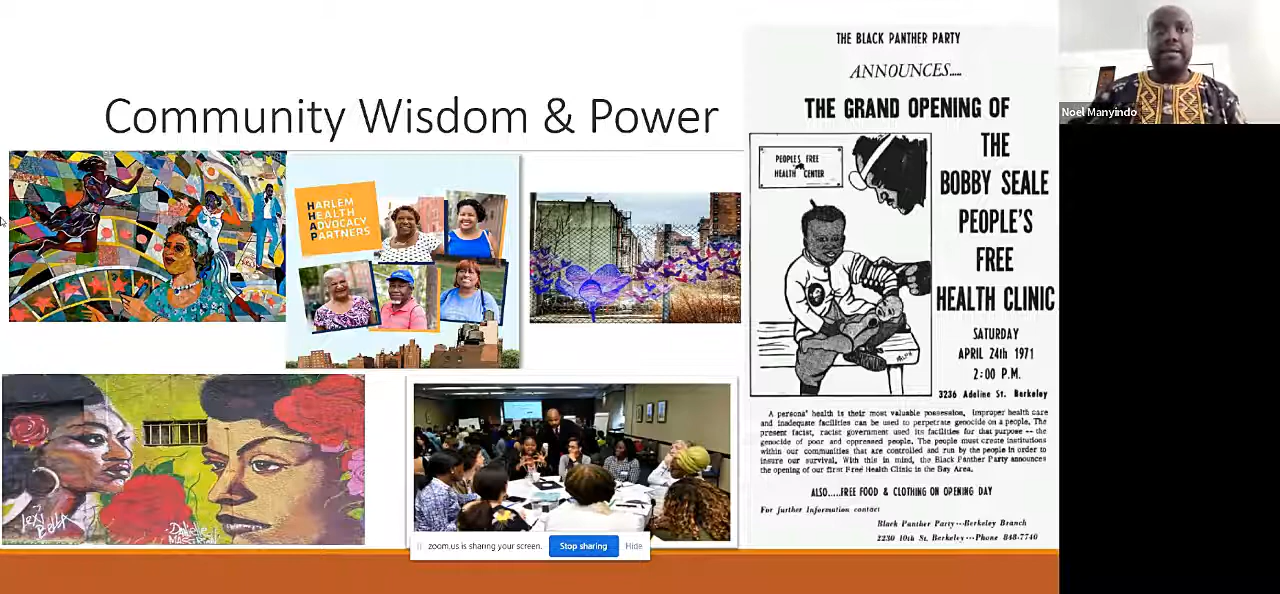 Community Wisdom & Power
HARLEM
HEALTH
ADVOCACY
PARTNERS
THE BLACK PANTHER PARTY
ANNOUNCES.....
THE GRAND OPENING OF
THE
BOBBY SEALE
PEOPLE'S
FREE
HEALTH CLINIC
PEOPLES FREE
HEALTH CENTER
SATURDAY
APRIL 24th 1971
2:00 P.M.
3236 Adeline St. Berkeley
A persons' health is their most valuable possession. Improper health care
and inadequate facilities can be used to perpetrate genocide on a people. The
present facist, racist government used its facilities for that purpose -- the
genocide of poor and oppressed people. The people must create institutions
within our communities that are controlled and run by the people in order to
insure our survival. With this in mind, the Black Panther Party announces
the opening of our first Free Health Clinic in the Bay Area.
ALSO.....FREE FOOD & CLOTHING ON OPENING DAY
For further Information contact
Black Panther Party---Berkeley Branch
2230 10th St. Berkeley---Phone 848-7740
Noel Manyindo
LEXI
BELLA
zoom.us is sharing your screen.
Stop sharing
Hide